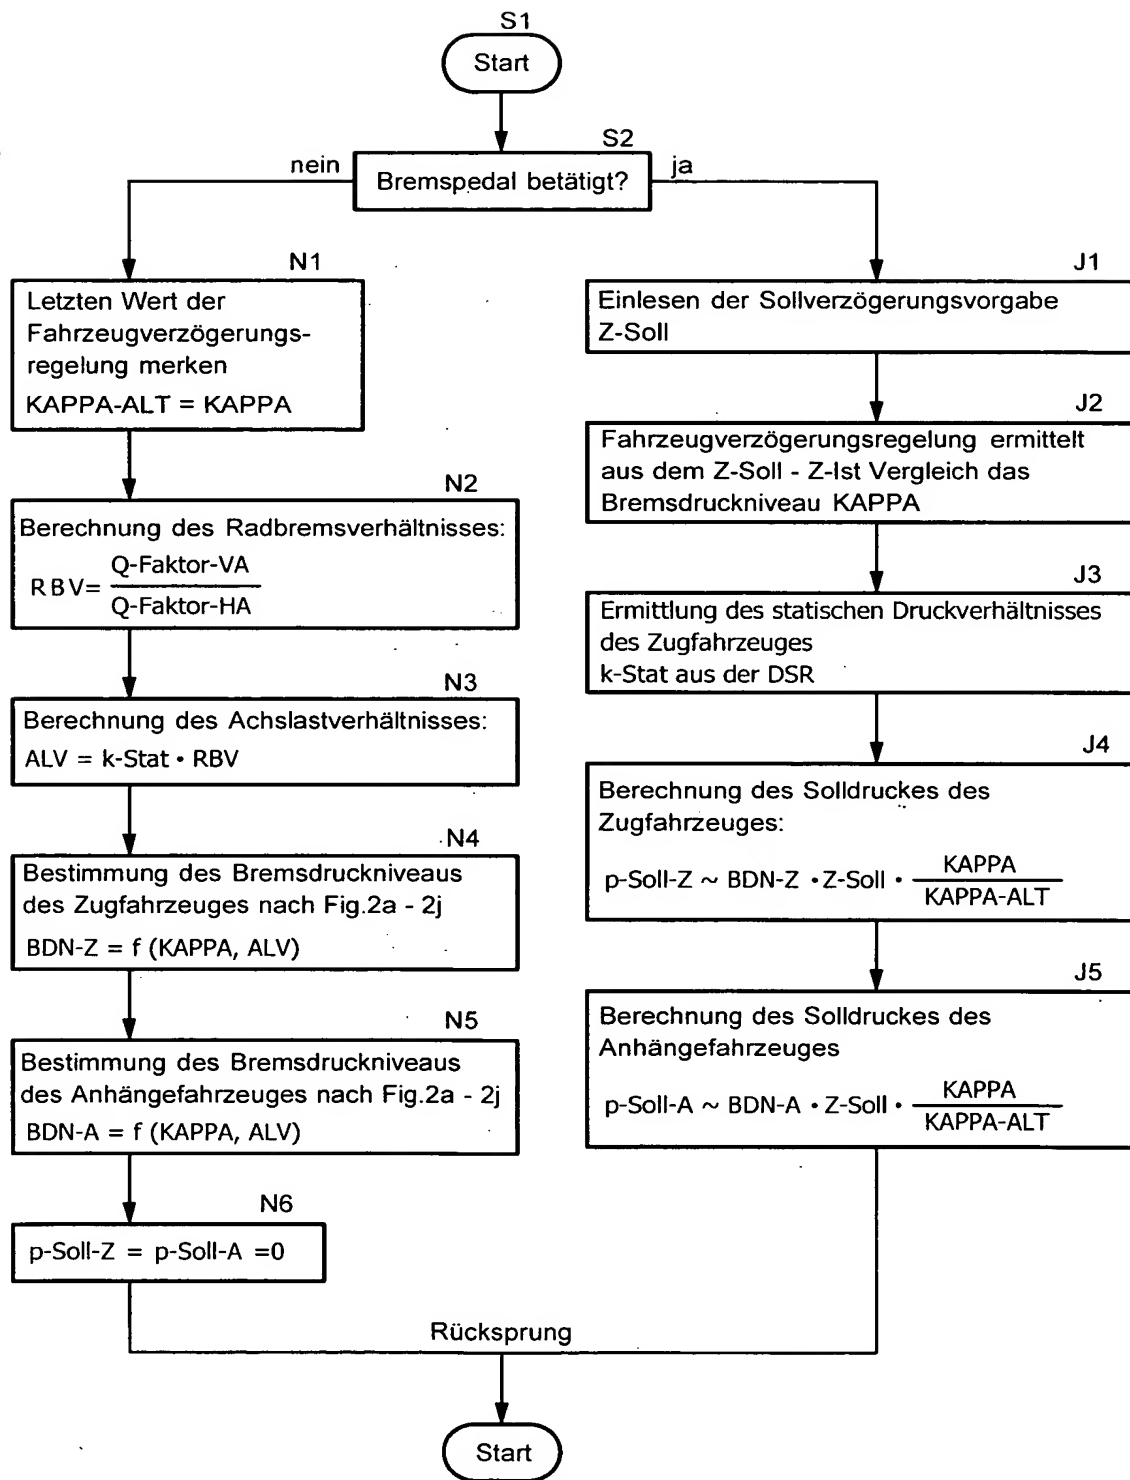 S1
Start
S2
nein
Bremspedal betätigt?
ja
N1
Letzten Wert der
Fahrzeugverzögerungs-
regelung merken
KAPPA-ALT = KAPPA
N2
Berechnung des Radbremsverhältnisses:
RBV= Q-Faktor-VA
Q-Faktor-HA
N3
Berechnung des Achslastverhältnisses:
ALV = k-Stat • RBV
N4
Bestimmung des Bremsdruckniveaus
des Zugfahrzeuges nach Fig.2a - 2j
BDN-Z = f (KAPPA, ALV)
N5
Bestimmung des Bremsdruckniveaus
des Anhängefahrzeuges nach Fig.2a - 2j
BDN-A = f (KAPPA, ALV)
N6
p-Soll-Z = p-Soll-A =0
J1
Einlesen der Sollverzögerungsvorgabe
Z-Soll
J2
Fahrzeugverzögerungsregelung ermittelt
aus dem Z-Soll - Z-Ist Vergleich das
Bremsdruckniveau KAPPA
J3
Ermittlung des statischen Druckverhältnisses
des Zugfahrzeuges
k-Stat aus der DSR
J4
Berechnung des Solldruckes des
Zugfahrzeuges:
p-Soll-Z ~ BDN-Z • Z-Soll • KAPPA
KAPPA-ALT
J5
Berechnung des Solldruckes des
Anhängefahrzeuges
p-Soll-A ~ BDN-A • Z-Soll • KAPPA
KAPPA-ALT
Rücksprung
Start